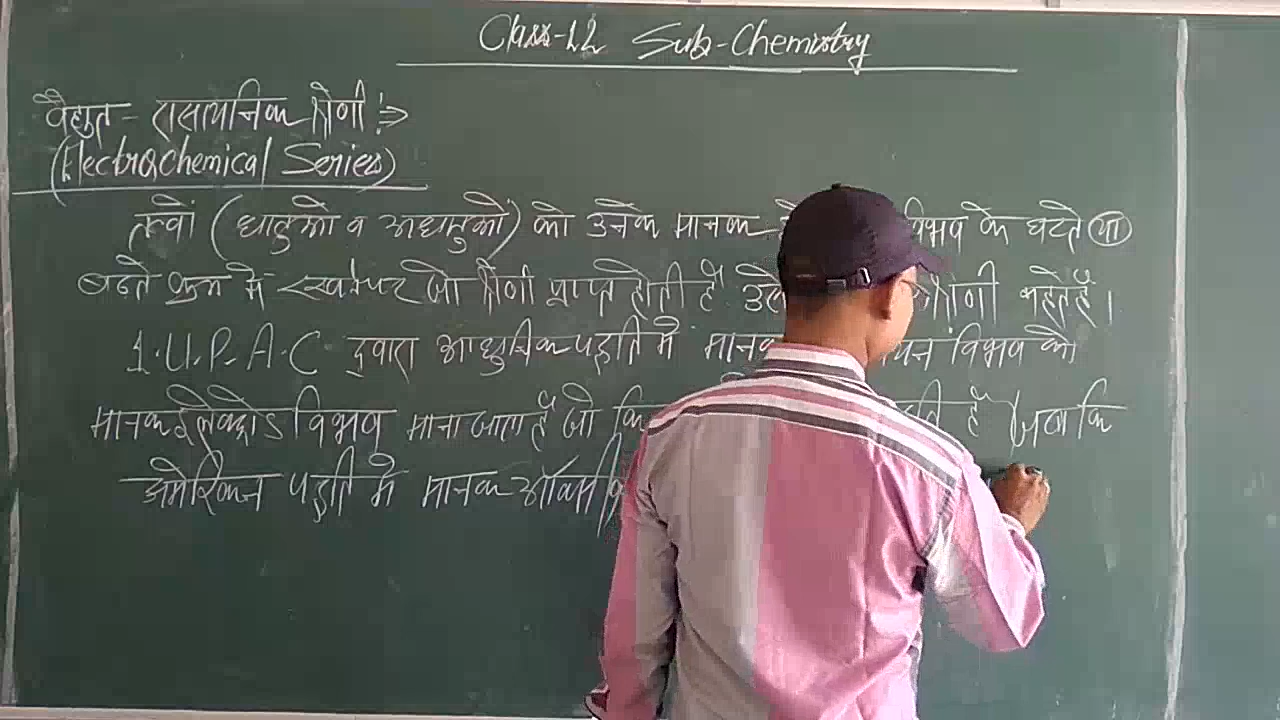 Class-12 Sub-Chemistry
वैद्युत-रासायनिक श्रेणी :⇒
(Electrochemical Series)
तत्वों (धातुओं व अधातुओं) को उनके मानक विभव के घटते या
बढ़ते क्रम में रखने पर जो श्रेणी प्राप्त होती है उसे श्रेणी कहते हैं।
I.U.P.A.C द्वारा आधुनिक पद्धति में मानक विभव को
मानक इलेक्ट्रोड विभव माना जाता है जो कि है जबकि
अमेरिकन पद्धति में मानक ऑक्सी